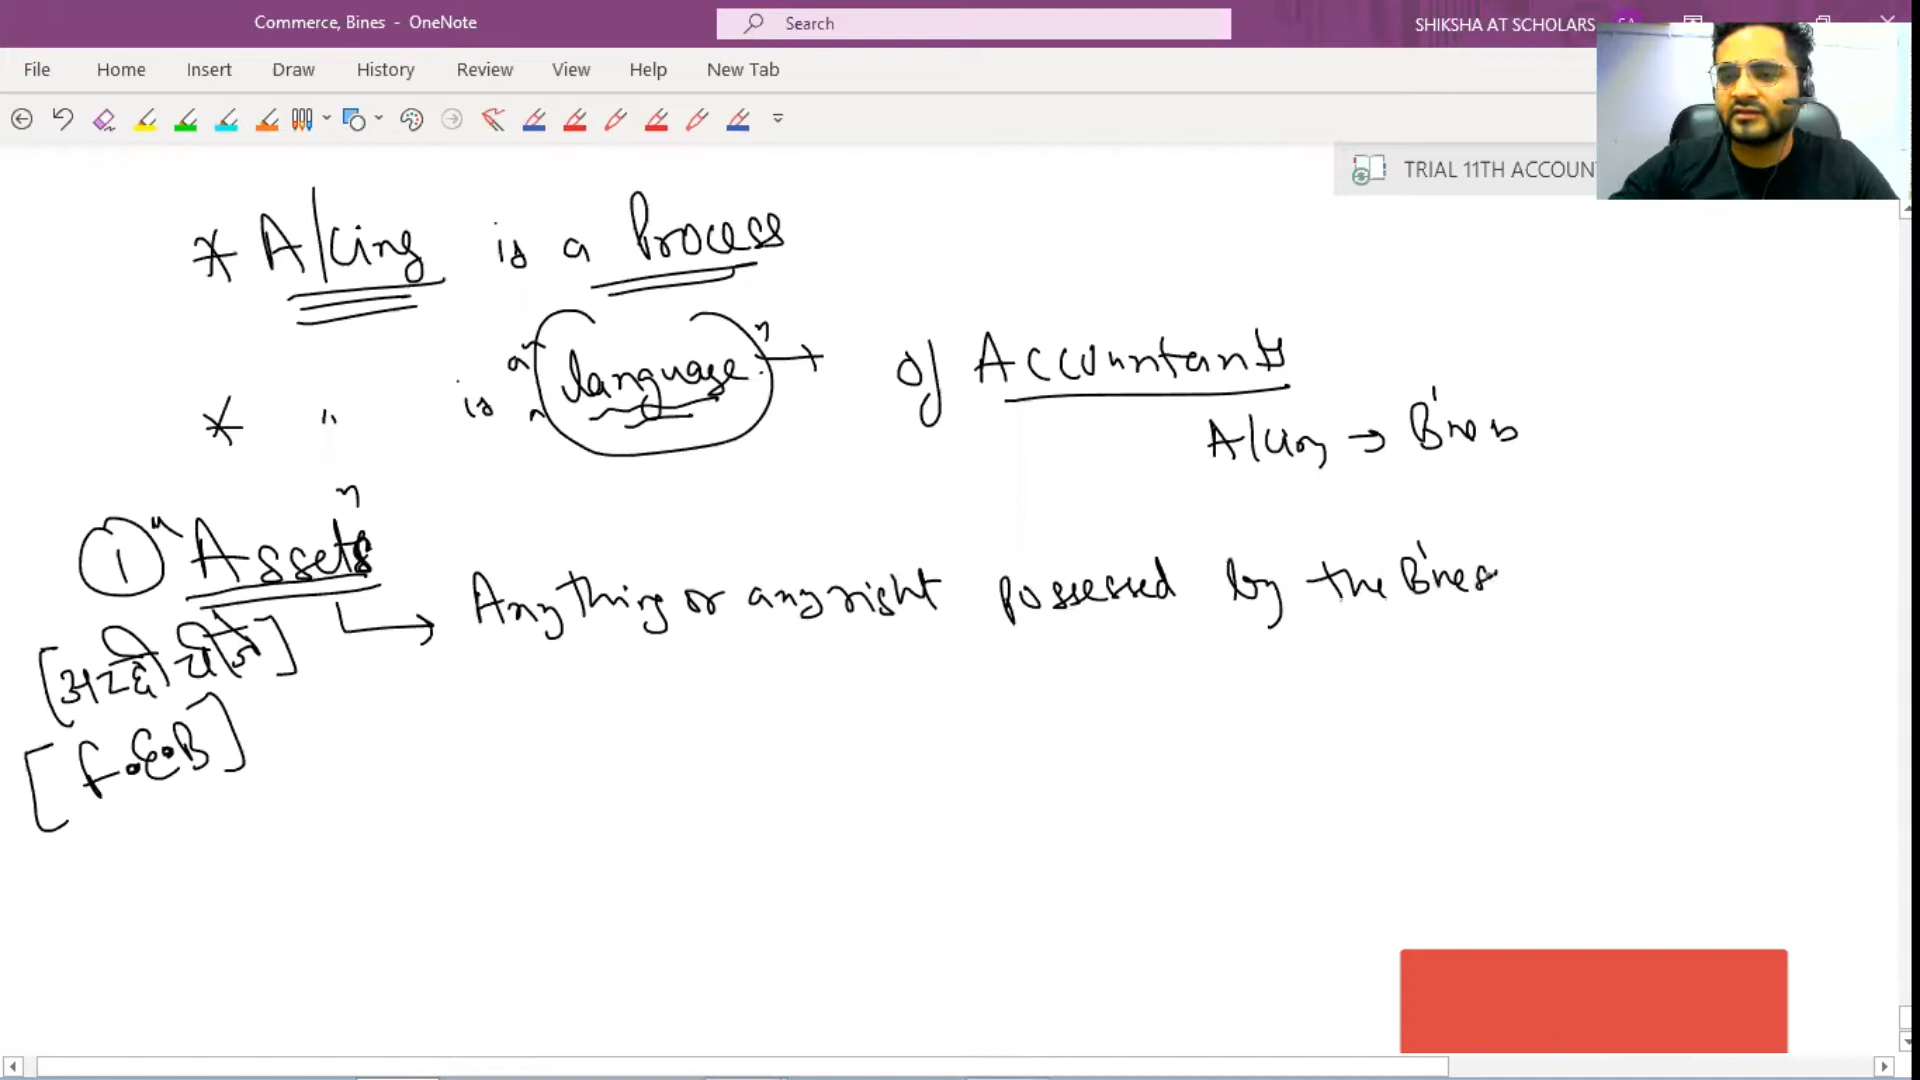 Commerce, Bines - OneNote
Search
SHIKSHA AT SCHOLARS
File Home Insert Draw History Review View Help New Tab
TRIAL 11TH ACCOUN
* A/cing is a Process
* " is a "language" → of Accountants
A/cing → B'nes
① "Assets" → Anything or any right possessed by the B'nes
[अच्छी चीजें]
[F.E.B]